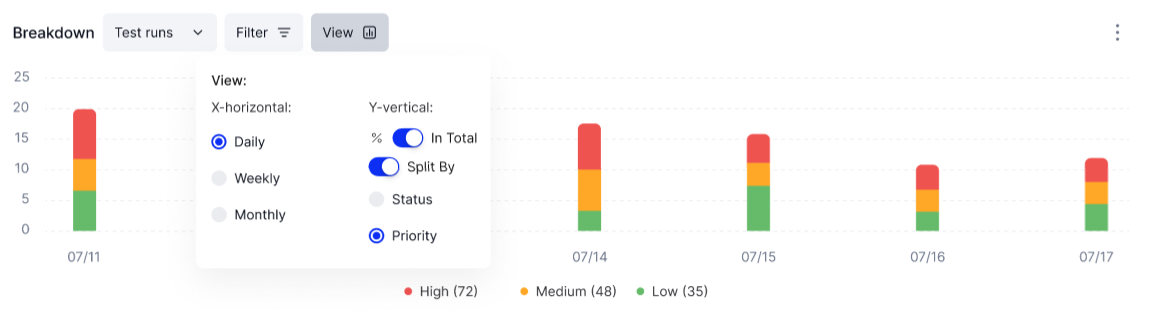 Breakdown Test runs Filter View
View:
X-horizontal: Y-vertical:
% In Total
Daily
Split By
Weekly
Status
Monthly
Priority
25
20
15
10
5
0
07/11 07/14 07/15 07/16 07/17
High (72) Medium (48) Low (35)